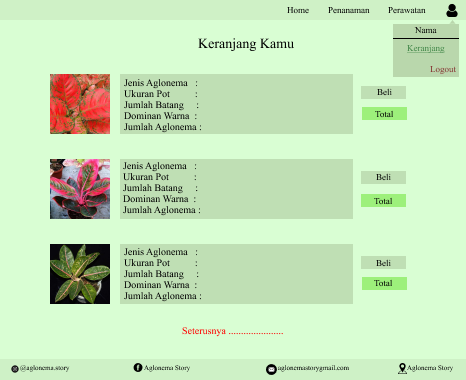 Home Penanaman Perawatan
Nama
Keranjang
Logout
Keranjang Kamu
Jenis Aglonema :
Ukuran Pot :
Jumlah Batang :
Dominan Warna :
Jumlah Aglonema :
Beli
Total
Jenis Aglonema :
Ukuran Pot :
Jumlah Batang :
Dominan Warna :
Jumlah Aglonema :
Beli
Total
Jenis Aglonema :
Ukuran Pot :
Jumlah Batang :
Dominan Warna :
Jumlah Aglonema :
Beli
Total
Seterusnya ......................
@aglonema.story Aglonema Story aglonemastorygmail.com Aglonema Story